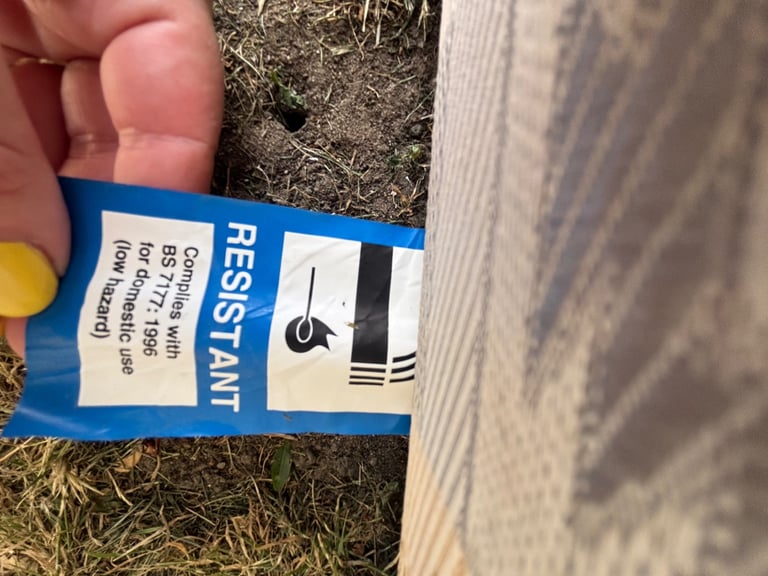 RESISTANT
Complies with
BS 7177: 1996
for domestic use
(low hazard)